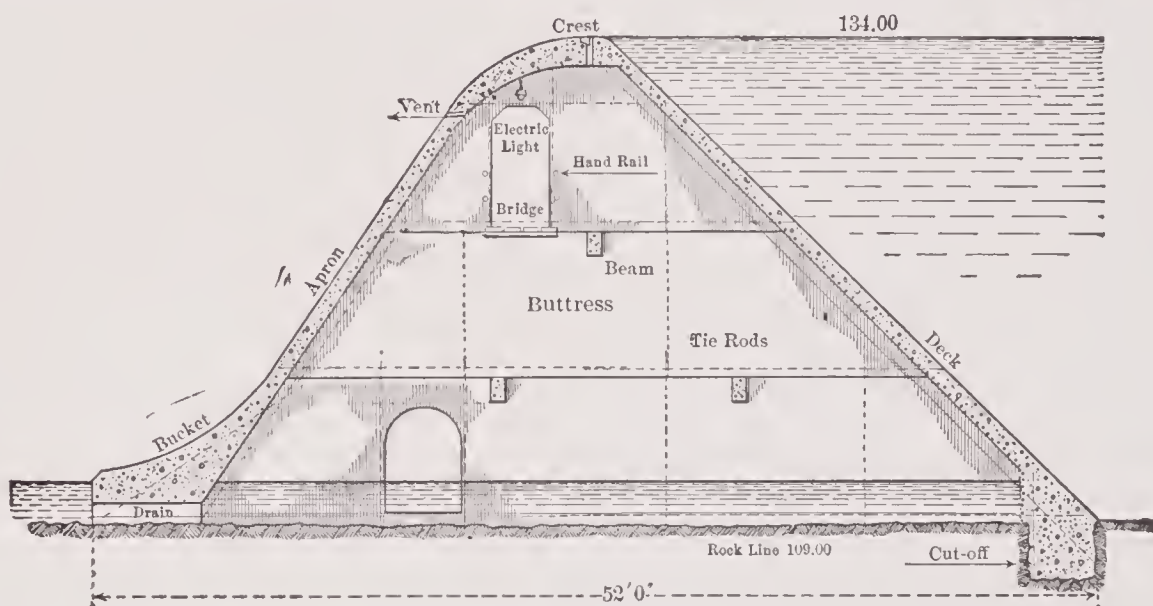 Crest
134.00
Vent
Electric
Light
Hand Rail
Bridge
Beam
Apron
Buttress
Tie Rods
Deck
Bucket
Drain
Rock Line 109.00
Cut-off
52'0"